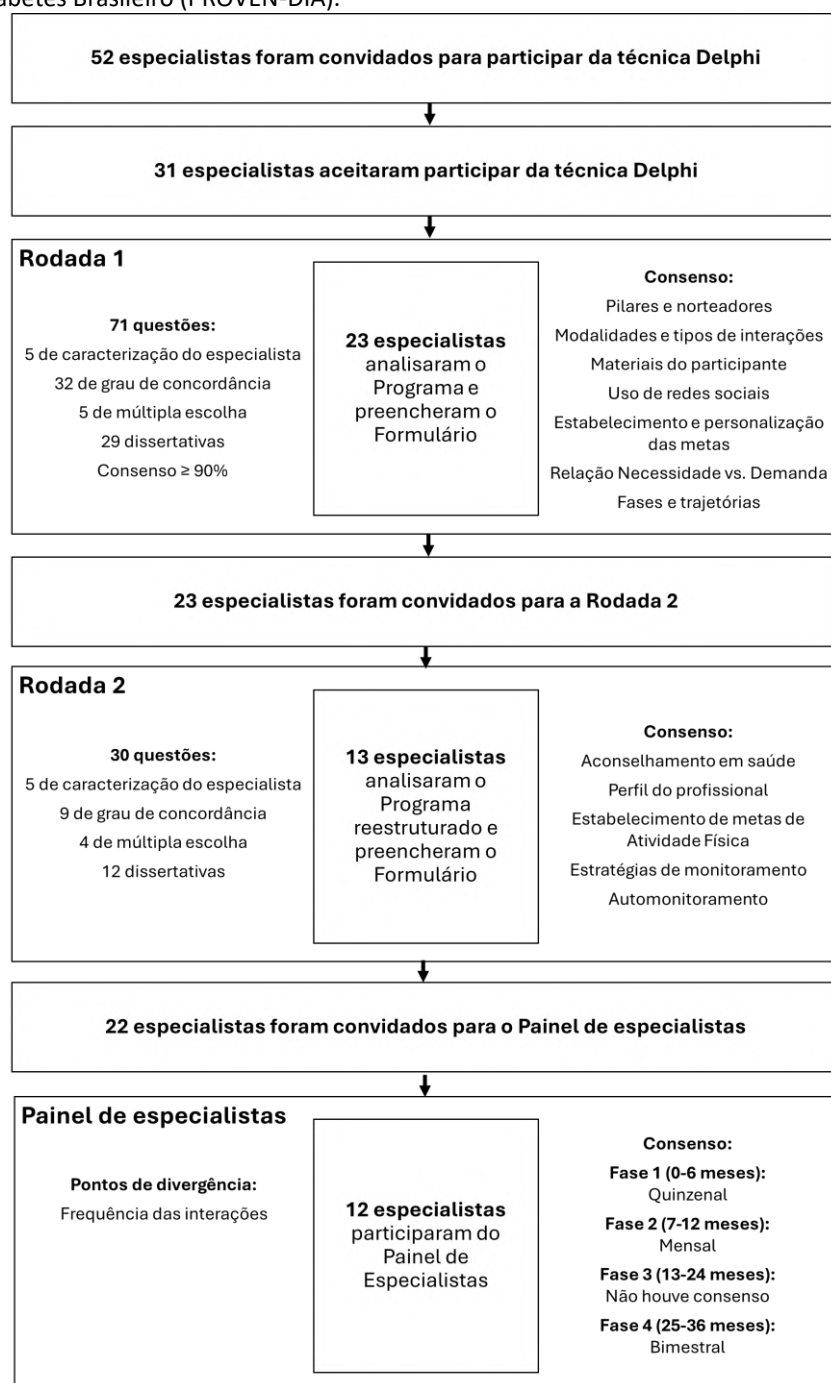 abetes Brasileiro (PROVEN-DIA).
52 especialistas foram convidados para participar da técnica Delphi
31 especialistas aceitaram participar da técnica Delphi
Rodada 1
71 questões:
5 de caracterização do especialista
32 de grau de concordância
5 de múltipla escolha
29 dissertativas
Consenso ≥ 90%
23 especialistas
analisaram o
Programa e
preencheram o
Formulário
Consenso:
Pilares e norteadores
Modalidades e tipos de interações
Materiais do participante
Uso de redes sociais
Estabelecimento e personalização
das metas
Relação Necessidade vs. Demanda
Fases e trajetórias
23 especialistas foram convidados para a Rodada 2
Rodada 2
30 questões:
5 de caracterização do especialista
9 de grau de concordância
4 de múltipla escolha
12 dissertativas
13 especialistas
analisaram o
Programa
reestruturado e
preencheram o
Formulário
Consenso:
Aconselhamento em saúde
Perfil do profissional
Estabelecimento de metas de
Atividade Física
Estratégias de monitoramento
Automonitoramento
22 especialistas foram convidados para o Painel de especialistas
Painel de especialistas
Pontos de divergência:
Frequência das interações
12 especialistas
participaram do
Painel de
Especialistas
Consenso:
Fase 1 (0-6 meses):
Quinzenal
Fase 2 (7-12 meses):
Mensal
Fase 3 (13-24 meses):
Não houve consenso
Fase 4 (25-36 meses):
Bimestral